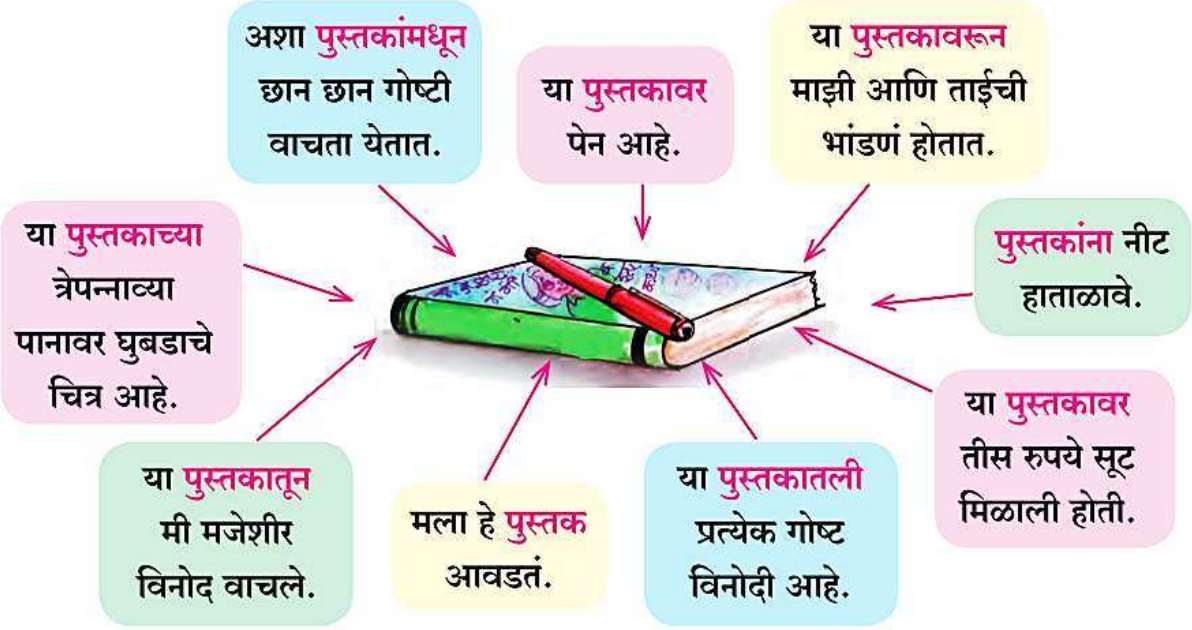 अशा पुस्तकांमधून
छान छान गोष्टी
वाचता येतात.
या पुस्तकावर
पेन आहे.
या पुस्तकावरून
माझी आणि ताईची
भांडणं होतात.
या पुस्तकाच्या
त्रेपन्नाव्या
पानावर घुबडाचे
चित्र आहे.
पुस्तकांना नीट
हाताळावे.
या पुस्तकातून
मी मजेशीर
विनोद वाचले.
मला हे पुस्तक
आवडतं.
या पुस्तकातली
प्रत्येक गोष्ट
विनोदी आहे.
या पुस्तकावर
तीस रुपये सूट
मिळाली होती.